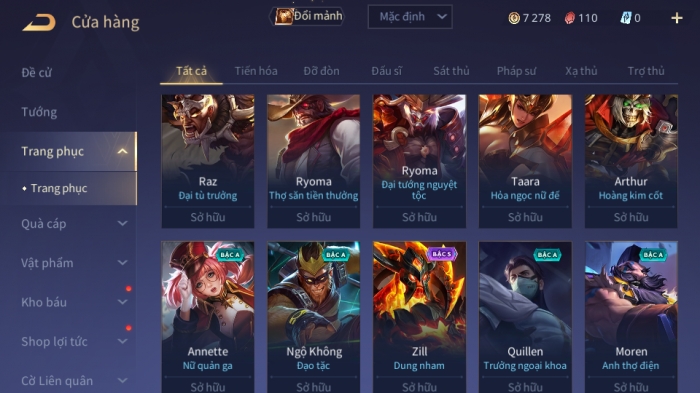 Cửa hàng
Đổi mảnh
Mặc định
7 278
110
0
Đề cử
Tướng
Trang phục
Trang phục
Quà cáp
Vật phẩm
Kho báu
Shop lợi tức
Cờ Liên quân
Tất cả
Tiến hóa
Đỡ đòn
Đấu sĩ
Sát thủ
Pháp sư
Xạ thủ
Trợ thủ
Raz
Đại tù trưởng
Sở hữu
Ryoma
Thợ săn tiền thưởng
Sở hữu
Ryoma
Đại tướng nguyệt
tộc
Sở hữu
Taara
Hỏa ngọc nữ đế
Sở hữu
Arthur
Hoàng kim cốt
Sở hữu
BẬC A
Annette
Nữ quản ga
Sở hữu
BẬC A
Ngộ Không
Đạo tặc
Sở hữu
BẬC S
Zill
Dung nham
Sở hữu
BẬC A
Quillen
Trưởng ngoại khoa
Sở hữu
BẬC A
Moren
Anh thợ điện
Sở hữu